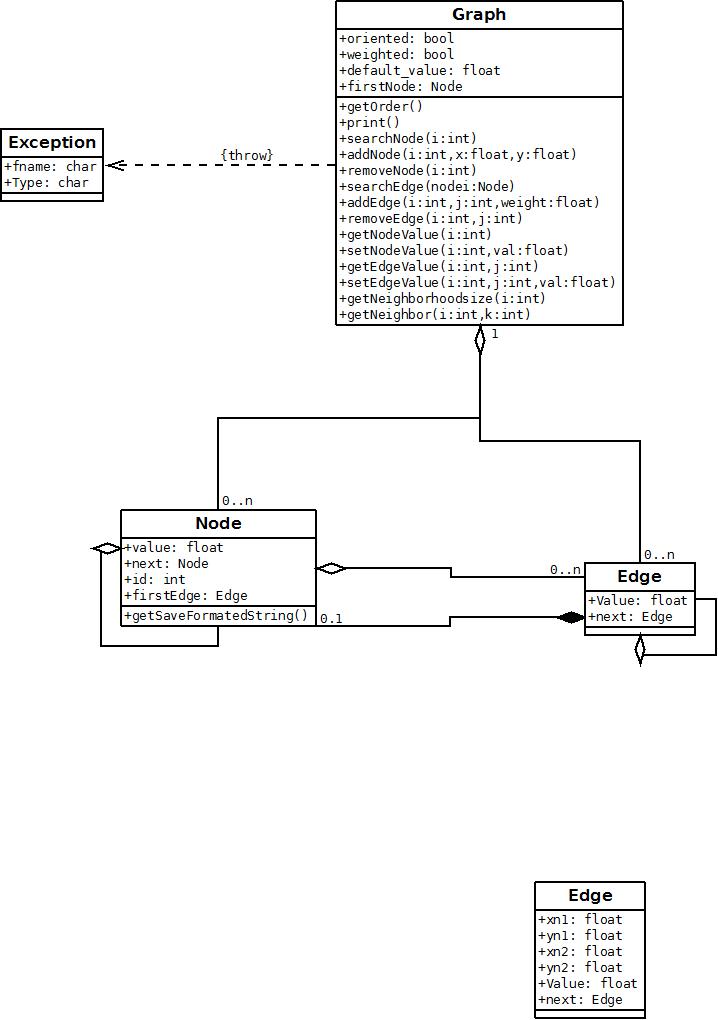 Graph
+oriented: bool
+weighted: bool
+default_value: float
+firstNode: Node
+getOrder()
+print()
+searchNode(i:int)
+addNode(i:int,x:float,y:float)
+removeNode(i:int)
+searchEdge(nodei:Node)
+addEdge(i:int,j:int,weight:float)
+removeEdge(i:int,j:int)
+getNodeValue(i:int)
+setNodeValue(i:int,val:float)
+getEdgeValue(i:int,j:int)
+setEdgeValue(i:int,j:int,val:float)
+getNeighborhoodsize(i:int)
+getNeighbor(i:int,k:int)
Exception
+fname: char
+Type: char
{throw}
1
0..n
Node
+value: float
+next: Node
+id: int
+firstEdge: Edge
+getSaveFormatedString()
0..n
0..n
0.1
Edge
+Value: float
+next: Edge
Edge
+xn1: float
+yn1: float
+xn2: float
+yn2: float
+Value: float
+next: Edge